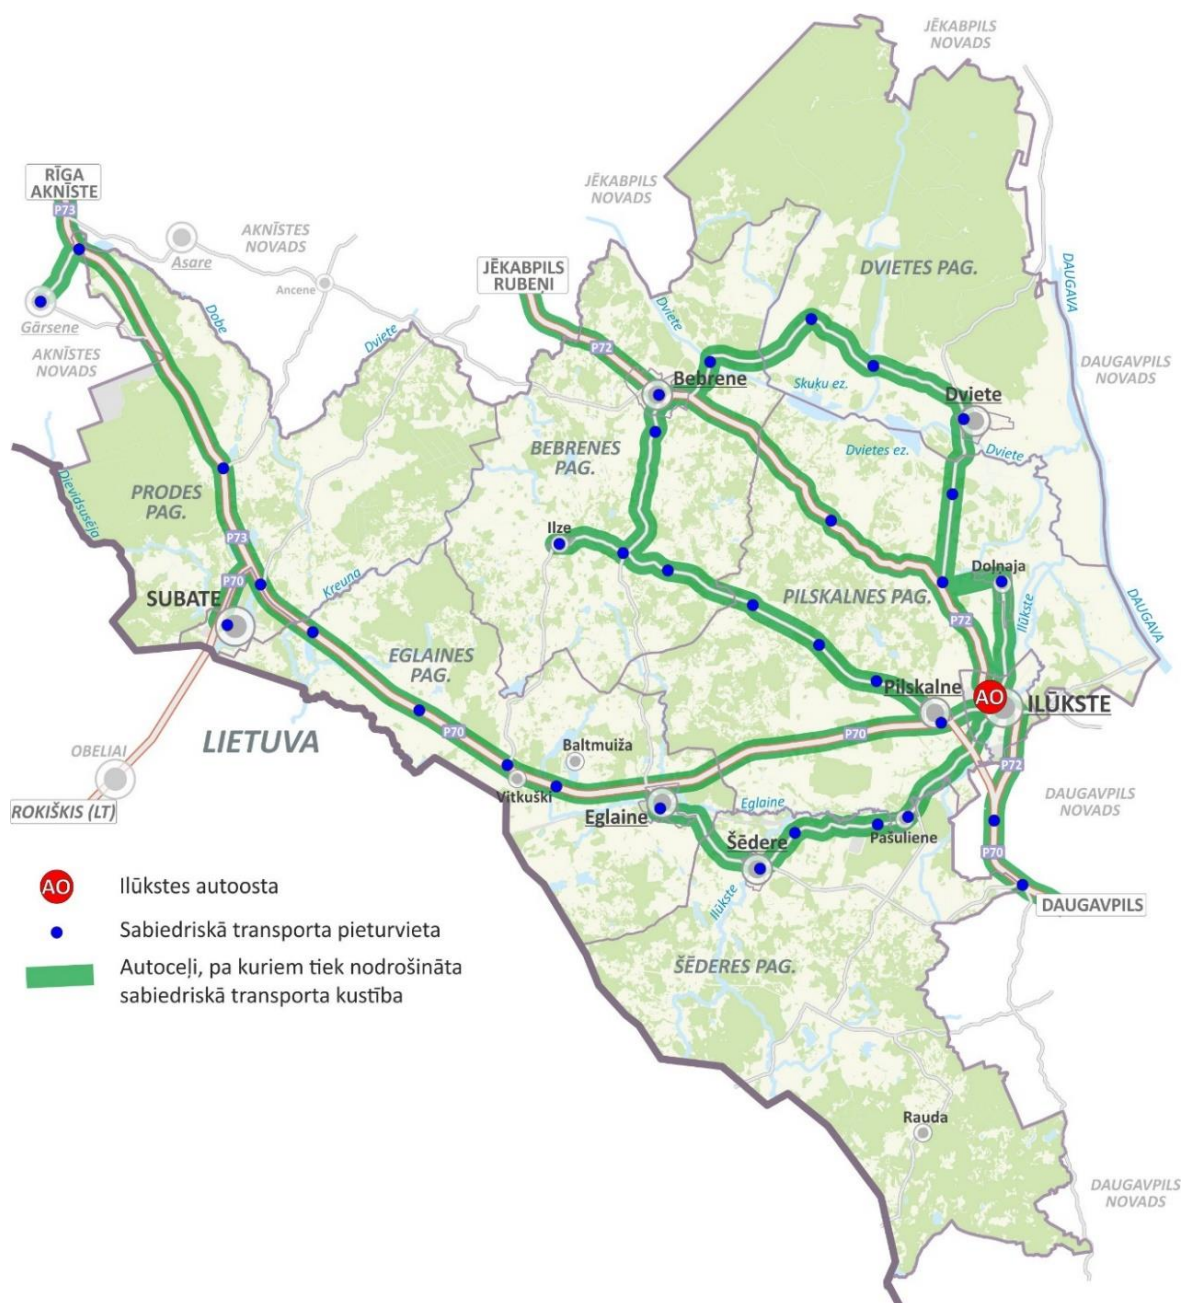 JĒKABPILS
NOVADS
RĪGA
AKNĪSTE
P73
JĒKABPILS
NOVADS
AKNĪSTES
NOVADS
Asare
Ancene
JĒKABPILS
RUBEŅI
DVIETES PAG.
DAUGAVA
Gārsene
Dobe
Dviete
Dviete
AKNĪSTES
NOVADS
P72
DAUGAVPILS
NOVADS
Bebrene
Skuķu ez.
Dviete
BEBRENES
PAG.
Dvietes ez.
Dviete
Dievidsusēja
PRODES
PAG.
Ilze
P73
P70
Kreuna
SUBATE
Doļnaja
PILSKALNES PAG.
P72
Ilūkste
DAUGAVA
EGLAINES
PAG.
Pilskalne
AO
ILŪKSTE
LIETUVA
P70
P70
OBELIAI
Baltmuiža
P72
Vitkuški
ROKIŠKIS (LT)
Eglaine
Eglaine
DAUGAVPILS
NOVADS
Šēdere
Pašuliene
P70
Ilūkste
DAUGAVPILS
ŠĒDERES PAG.
AO
Ilūkstes autoosta
Sabiedriskā transporta pieturvieta
Autoceļi, pa kuriem tiek nodrošināta
sabiedriskā transporta kustība
Rauda
DAUGAVPILS
NOVADS